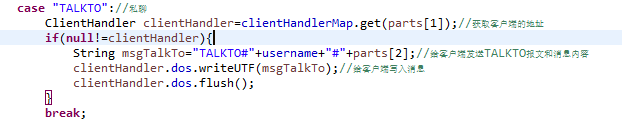 case "TALKTO"://私聊
ClientHandler clientHandler=clientHandlerMap.get(parts[1]);//获取客户端的地址
if(null!=clientHandler){
String msgTalkTo="TALKTO#"+username+"#"+parts[2];//给客户端发送TALKTO报文和消息内容
clientHandler.dos.writeUTF(msgTalkTo);//给客户端写入消息
clientHandler.dos.flush();
}
break;